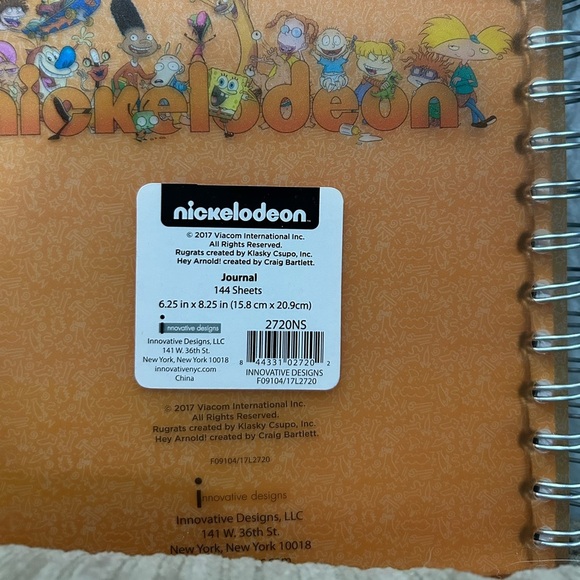 nickelodeon
nickelodeon
© 2017 Viacom International Inc.
All Rights Reserved.
Rugrats created by Klasky Csupo, Inc.
Hey Arnold! created by Craig Bartlett.
Journal
144 Sheets
6.25 in x 8.25 in (15.8 cm x 20.9cm)
innovative designs
Innovative Designs, LLC
141 W. 36th St.
New York, New York 10018
innovativenyc.com
China
2720NS
8 44331 02720 2
INNOVATIVE DESIGNS
F09104/17L2720
© 2017 Viacom International Inc.
All Rights Reserved.
Rugrats created by Klasky Csupo, Inc.
Hey Arnold! created by Craig Bartlett.
F09104/17L2720
innovative designs
Innovative Designs, LLC
141 W. 36th St.
New York, New York 10018